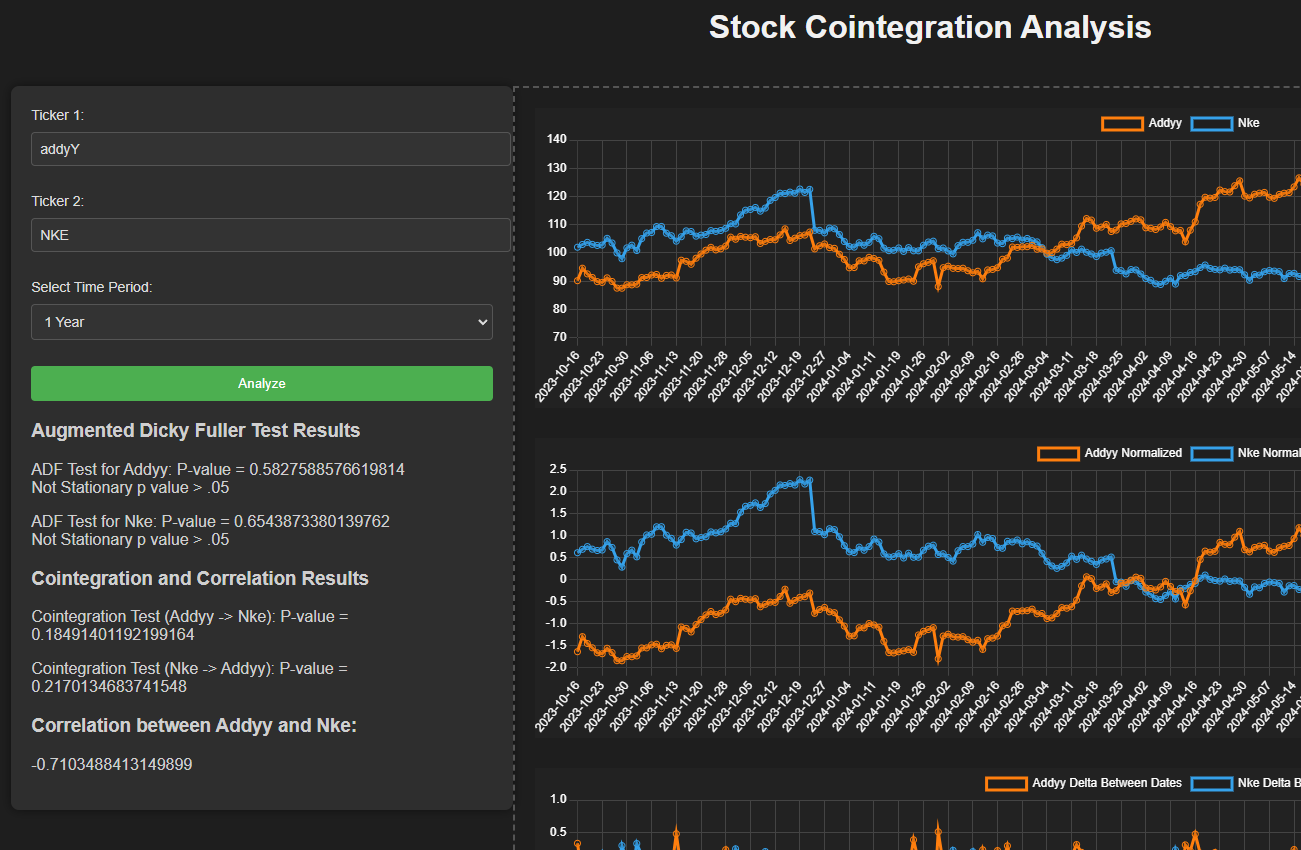 Stock Cointegration Analysis
Ticker 1:
addyY
Ticker 2:
NKE
Select Time Period:
1 Year
Analyze
Augmented Dicky Fuller Test Results
ADF Test for Addyy: P-value = 0.5827588576619814
Not Stationary p value > .05
ADF Test for Nke: P-value = 0.6543873380139762
Not Stationary p value > .05
Cointegration and Correlation Results
Cointegration Test (Addyy -> Nke): P-value =
0.18491401192199164
Cointegration Test (Nke -> Addyy): P-value =
0.2170134683741548
Correlation between Addyy and Nke:
-0.7103488413149899
Addyy Nke
140
130
120
110
100
90
80
70
2023-10-16 2023-10-23 2023-10-30 2023-11-06 2023-11-13 2023-11-20 2023-11-28 2023-12-05 2023-12-12 2023-12-19 2023-12-27 2024-01-04 2024-01-11 2024-01-19 2024-01-26 2024-02-02 2024-02-09 2024-02-16 2024-02-26 2024-03-04 2024-03-11 2024-03-18 2024-03-25 2024-04-02 2024-04-09 2024-04-16 2024-04-23 2024-04-30 2024-05-07 2024-05-14
Addyy Normalized Nke Normal
2.5
2.0
1.5
1.0
0.5
0
-0.5
-1.0
-1.5
-2.0
2023-10-16 2023-10-23 2023-10-30 2023-11-06 2023-11-13 2023-11-20 2023-11-28 2023-12-05 2023-12-12 2023-12-19 2023-12-27 2024-01-04 2024-01-11 2024-01-19 2024-01-26 2024-02-02 2024-02-09 2024-02-16 2024-02-26 2024-03-04 2024-03-11 2024-03-18 2024-03-25 2024-04-02 2024-04-09 2024-04-16 2024-04-23 2024-04-30 2024-05-07 2024-05-14
Addyy Delta Between Dates Nke Delta B
1.0
0.5